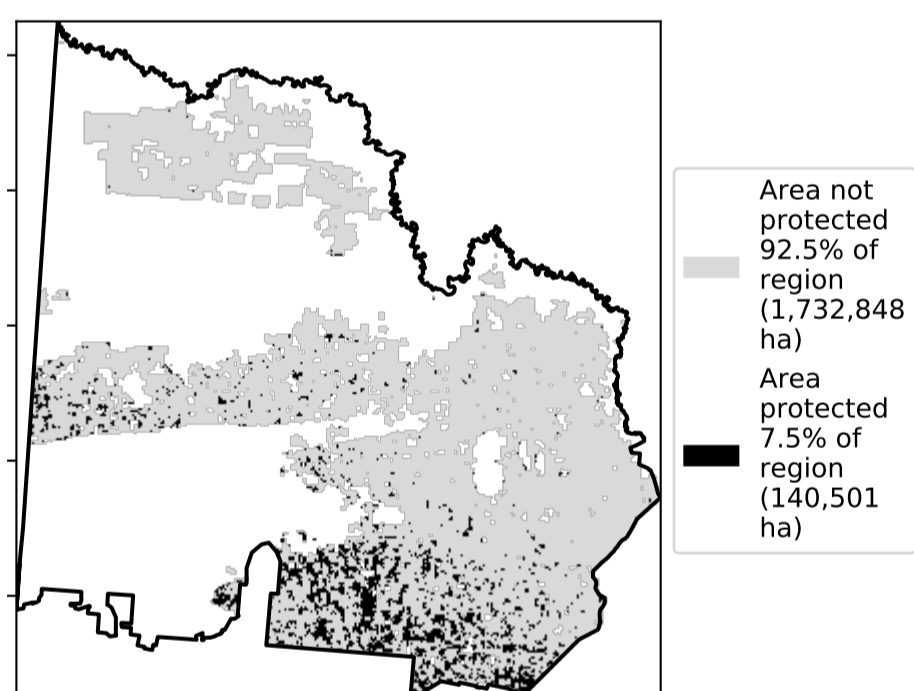 Area not
protected
92.5% of
region
(1,732,848
ha)
Area
protected
7.5% of
region
(140,501
ha)